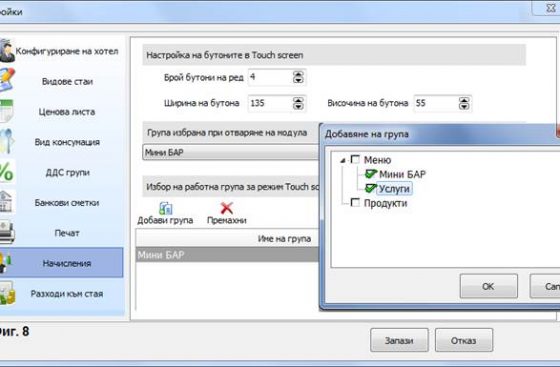 ройки
Конфигуриране на хотел
Видове стаи
Ценова листа
Вид консумация
ДДС групи
Банкови сметки
Печат
Начисления
Разходи към стая
Настройка на бутоните в Touch screen
Брой бутони на ред 4
Ширина на бутона 135 Височина на бутона 55
Група избрана при отваряне на модула
Мини БАР
Избор на работна група за режим Touch sc
Добави група Премахни
Име на група
Мини БАР
Добавяне на група
Меню
Мини БАР
Услуги
Продукти
OK Can
Запази Отказ
иг. 8